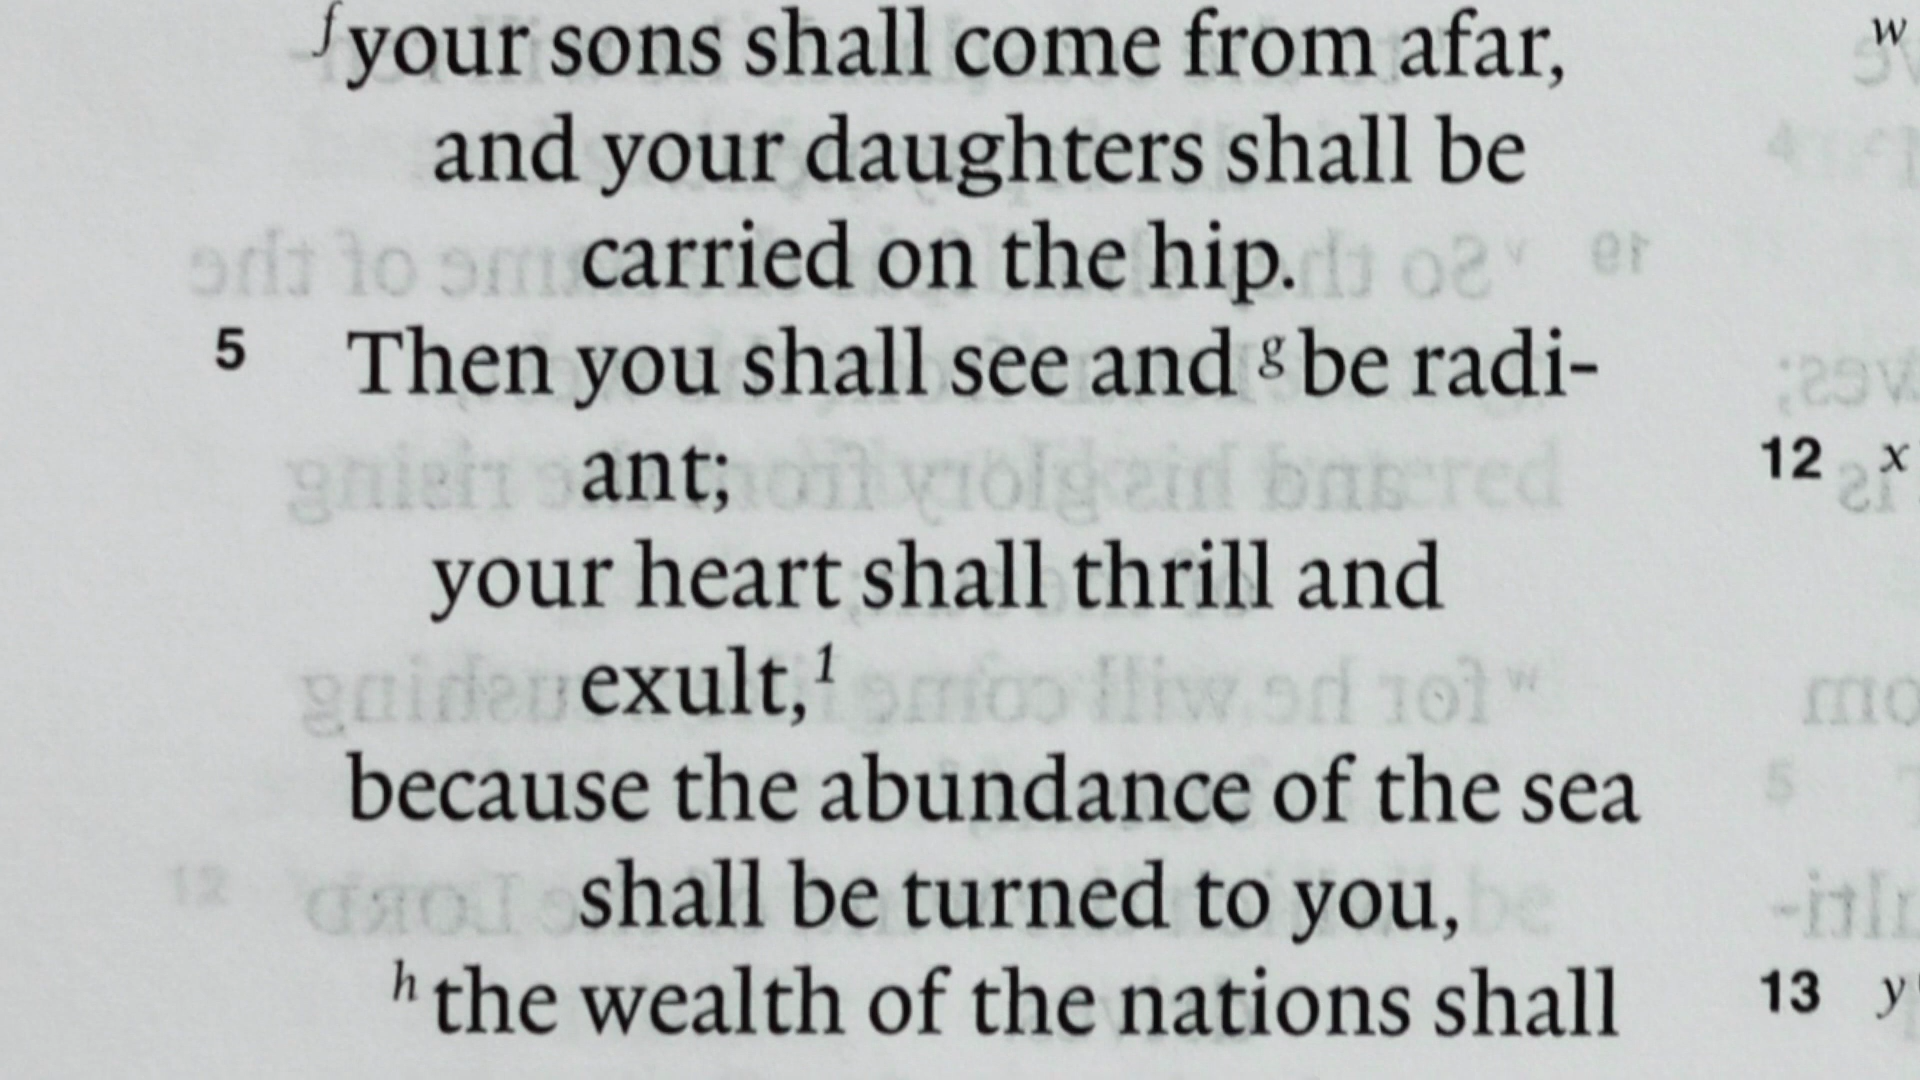 f your sons shall come from afar,
and your daughters shall be
carried on the hip.
5 Then you shall see and g be radi-
ant;
your heart shall thrill and
exult,1
because the abundance of the sea
shall be turned to you,
h the wealth of the nations shall
w
12 x
13 y